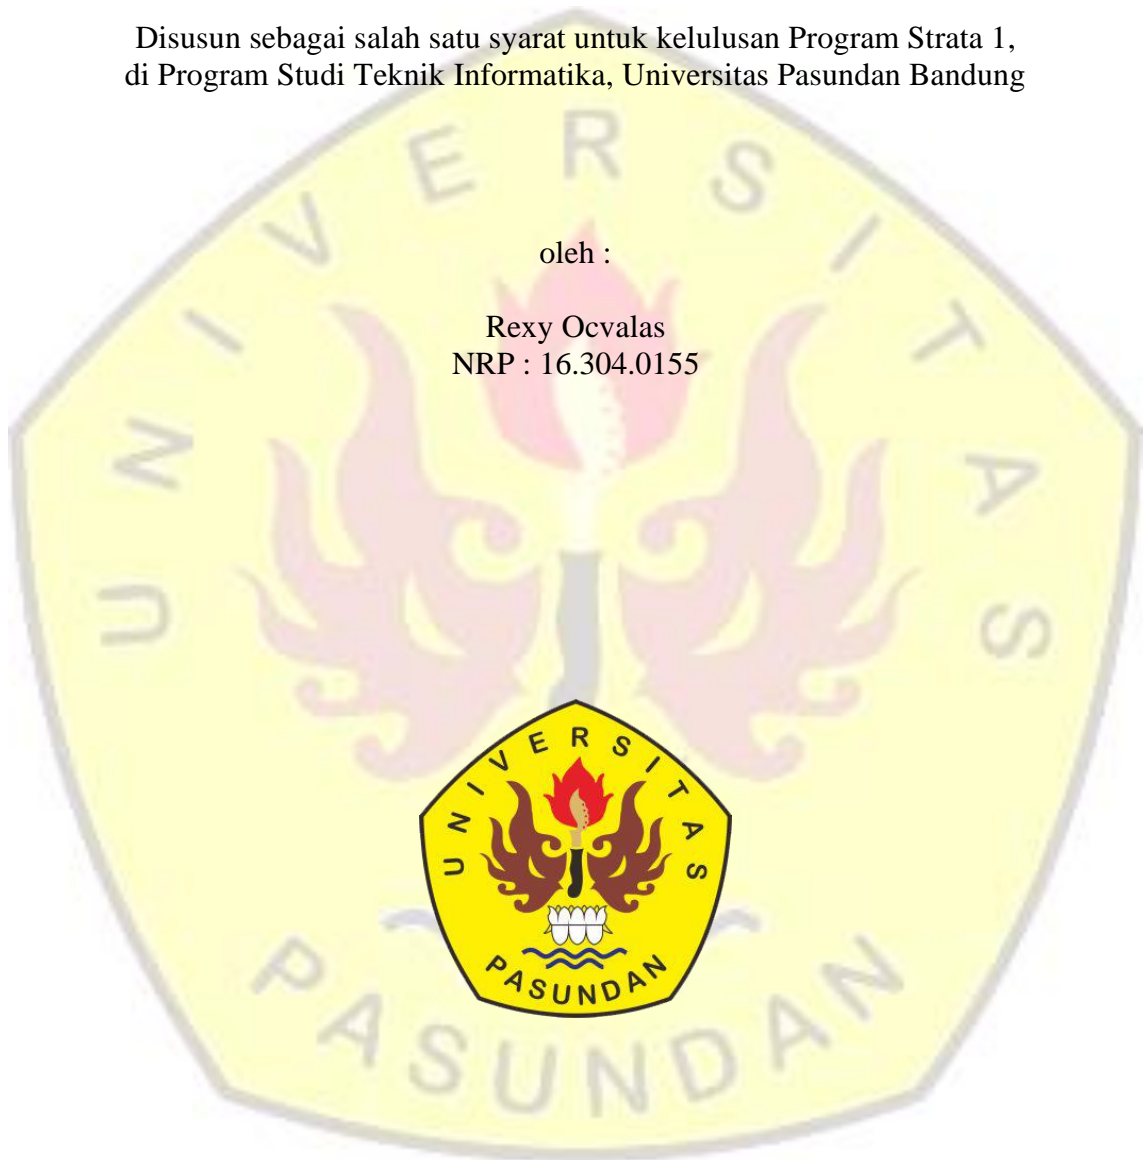 Disusun sebagai salah satu syarat untuk kelulusan Program Strata 1,
di Program Studi Teknik Informatika, Universitas Pasundan Bandung
oleh :
Rexy Ocvalas
NRP : 16.304.0155
UNIVERSITAS
PASUNDAN
UNIVERSITAS
PASUNDAN